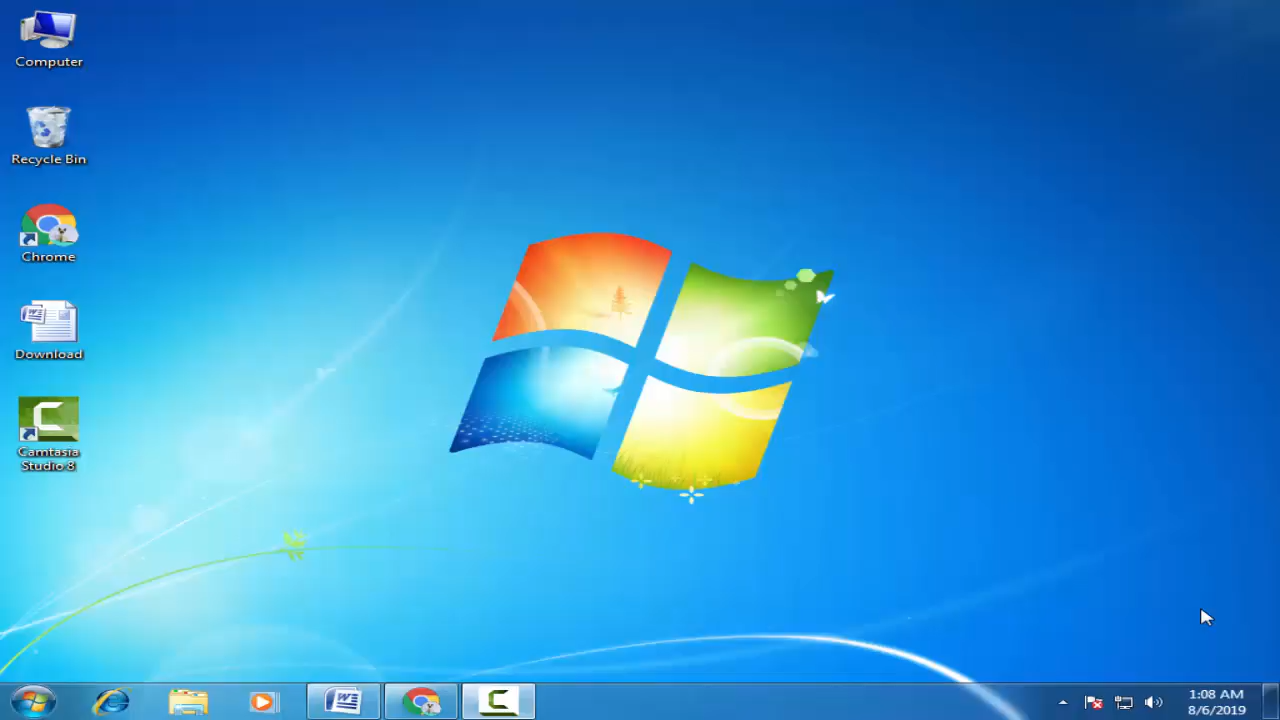 Computer
Recycle Bin
Chrome
Download
Camtasia
Studio 8
1:08 AM
8/6/2019